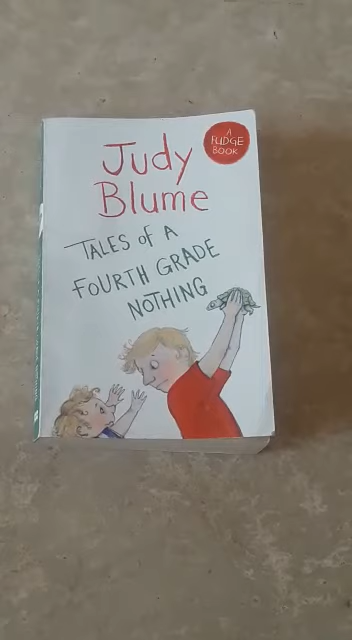 A
FUDGE
BOOK
Judy
Blume
TALES of A
FOURTH GRADE
NOTHING